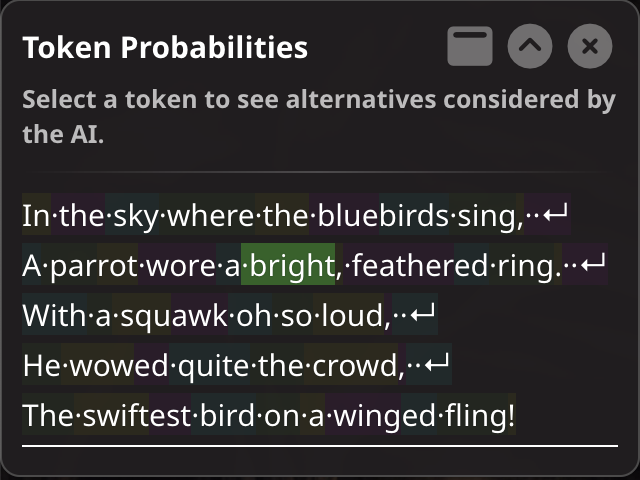 Token Probabilities
Select a token to see alternatives considered by
the AI.
In·the·sky·where·the·bluebirds·sing,··↵
A·parrot·wore·a·bright,·feathered·ring.··↵
With·a·squawk·oh·so·loud,··↵
He·wowed·quite·the·crowd,··↵
The·swiftest·bird·on·a·winged·fling!